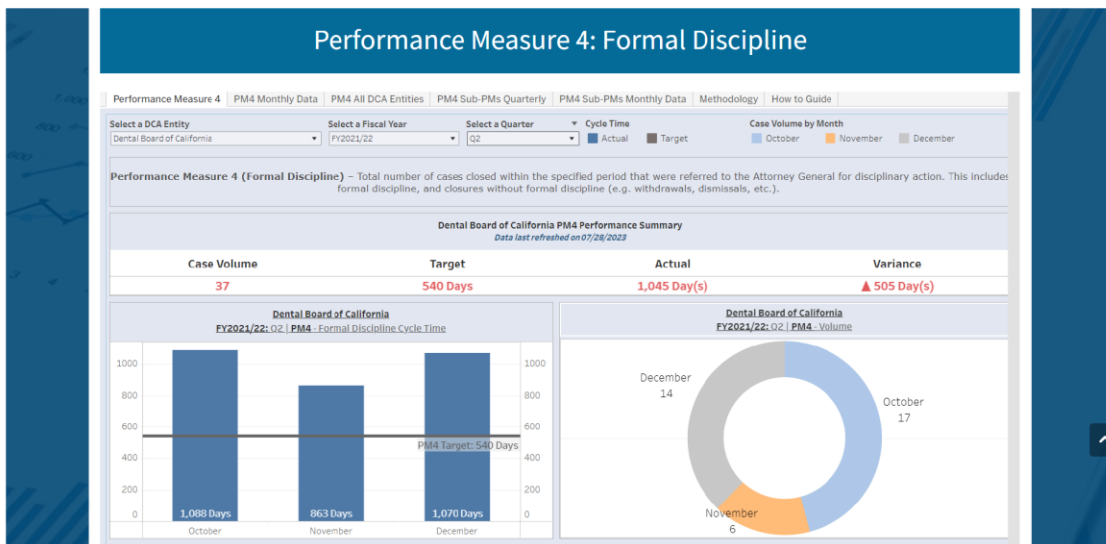 Performance Measure 4: Formal Discipline
Performance Measure 4 PM4 Monthly Data PM4 All DCA Entities PM4 Sub-PMs Quarterly PM4 Sub-PMs Monthly Data Methodology How to Guide
Select a DCA Entity Select a Fiscal Year Select a Quarter Cycle Time Case Volume by Month
Dental Board of California FY2021/22 Q2 Actual Target October November December
Performance Measure 4 (Formal Discipline) – Total number of cases closed within the specified period that were referred to the Attorney General for disciplinary action. This includes
formal discipline, and closures without formal discipline (e.g. withdrawals, dismissals, etc.).
Dental Board of California PM4 Performance Summary
Data last refreshed on 07/28/2023
Case Volume Target Actual Variance
37 540 Days 1,045 Day(s) ▲ 505 Day(s)
Dental Board of California
FY2021/22: Q2 | PM4 - Formal Discipline Cycle Time
1000 1000
800 800
600 600
PM4 Target: 540 Days
400 400
200 200
0 1,088 Days 863 Days 1,070 Days 0
October November December
Dental Board of California
FY2021/22: Q2 | PM4 - Volume
December
14
October
17
November
6